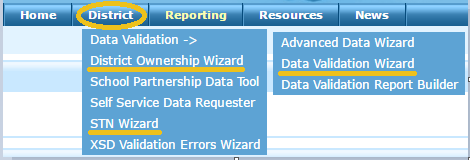 Home District Reporting Resources News
Data Validation ->
District Ownership Wizard
School Partnership Data Tool
Self Service Data Requester
STN Wizard
XSD Validation Errors Wizard
Advanced Data Wizard
Data Validation Wizard
Data Validation Report Builder